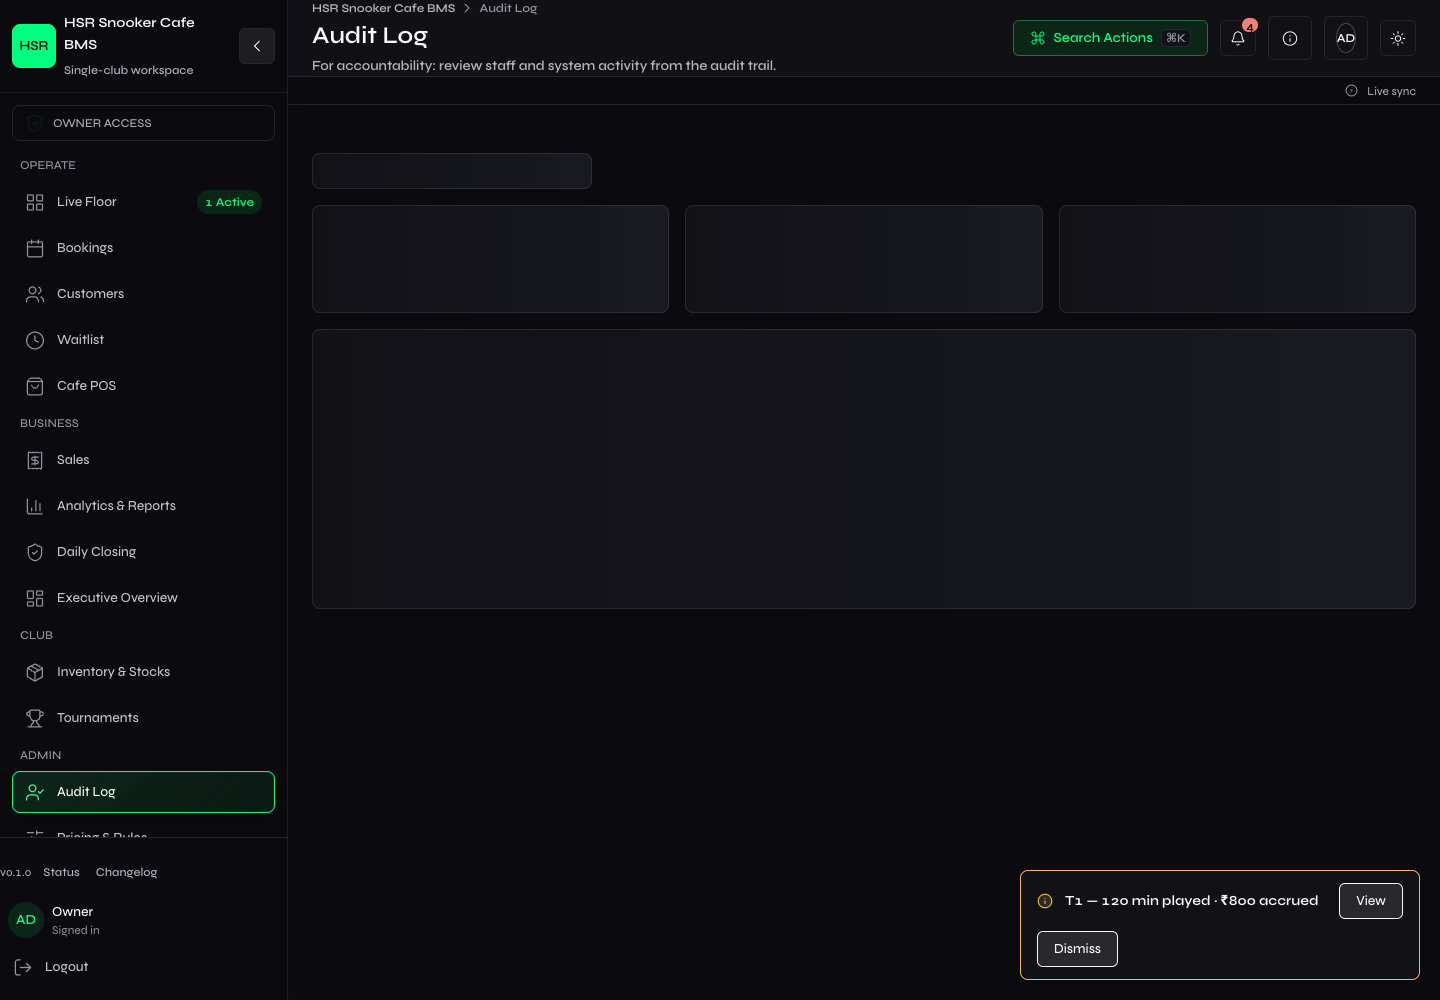 HSR
HSR Snooker Cafe
BMS
Single-club workspace
OWNER ACCESS
OPERATE
Live Floor
1 Active
Bookings
Customers
Waitlist
Cafe POS
BUSINESS
Sales
Analytics & Reports
Daily Closing
Executive Overview
CLUB
Inventory & Stocks
Tournaments
ADMIN
Audit Log
Pricing & Rules
v0.1.0 Status Changelog
AD
Owner
Signed in
Logout
HSR Snooker Cafe BMS > Audit Log
Audit Log
For accountability: review staff and system activity from the audit trail.
Search Actions ⌘K
4
AD
Live sync
T1 — 120 min played · ₹800 accrued
View
Dismiss